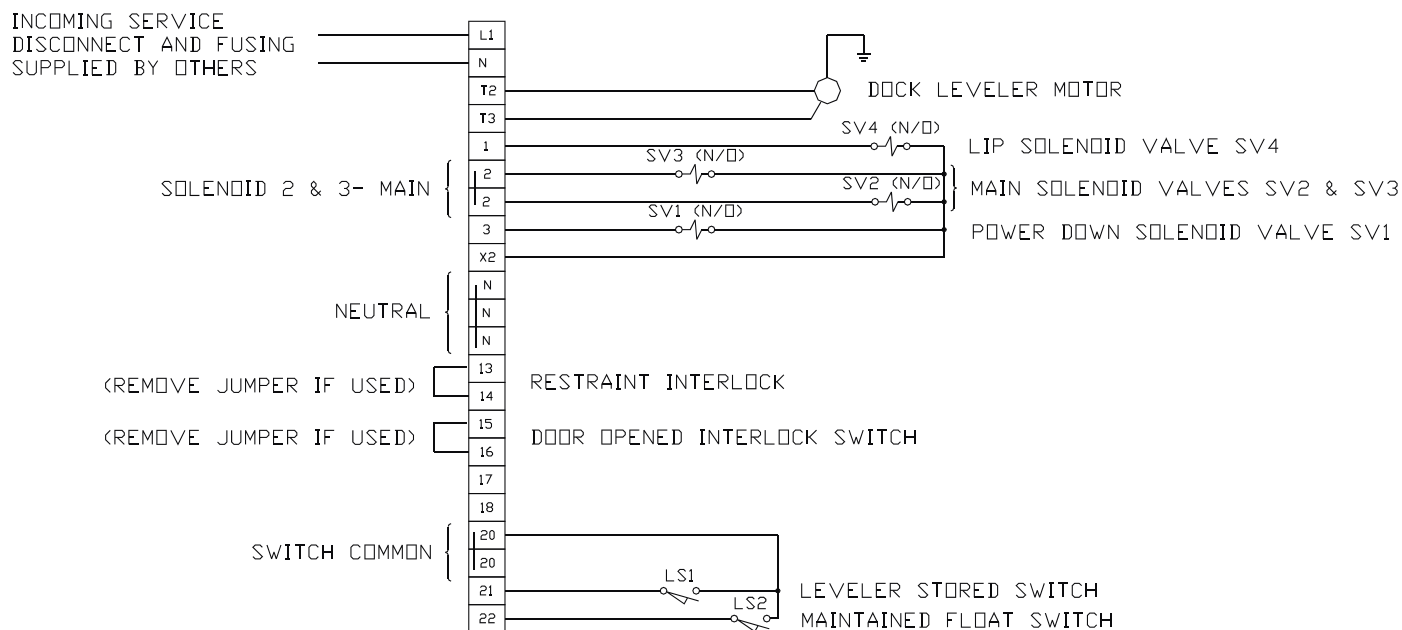 INCOMING SERVICE
DISCONNECT AND FUSING
SUPPLIED BY OTHERS
L1
N
T2
DOCK LEVELER MOTOR
T3
SV4 (N/O)
1
LIP SOLENOID VALVE SV4
SV3 (N/O)
2
SOLENOID 2 & 3- MAIN
SV2 (N/O)
MAIN SOLENOID VALVES SV2 & SV3
2
SV1 (N/O)
3
POWER DOWN SOLENOID VALVE SV1
X2
N
NEUTRAL
N
N
13
(REMOVE JUMPER IF USED)
RESTRAINT INTERLOCK
14
15
(REMOVE JUMPER IF USED)
DOOR OPENED INTERLOCK SWITCH
16
17
18
20
SWITCH COMMON
20
LS1
21
LEVELER STORED SWITCH
LS2
22
MAINTAINED FLOAT SWITCH